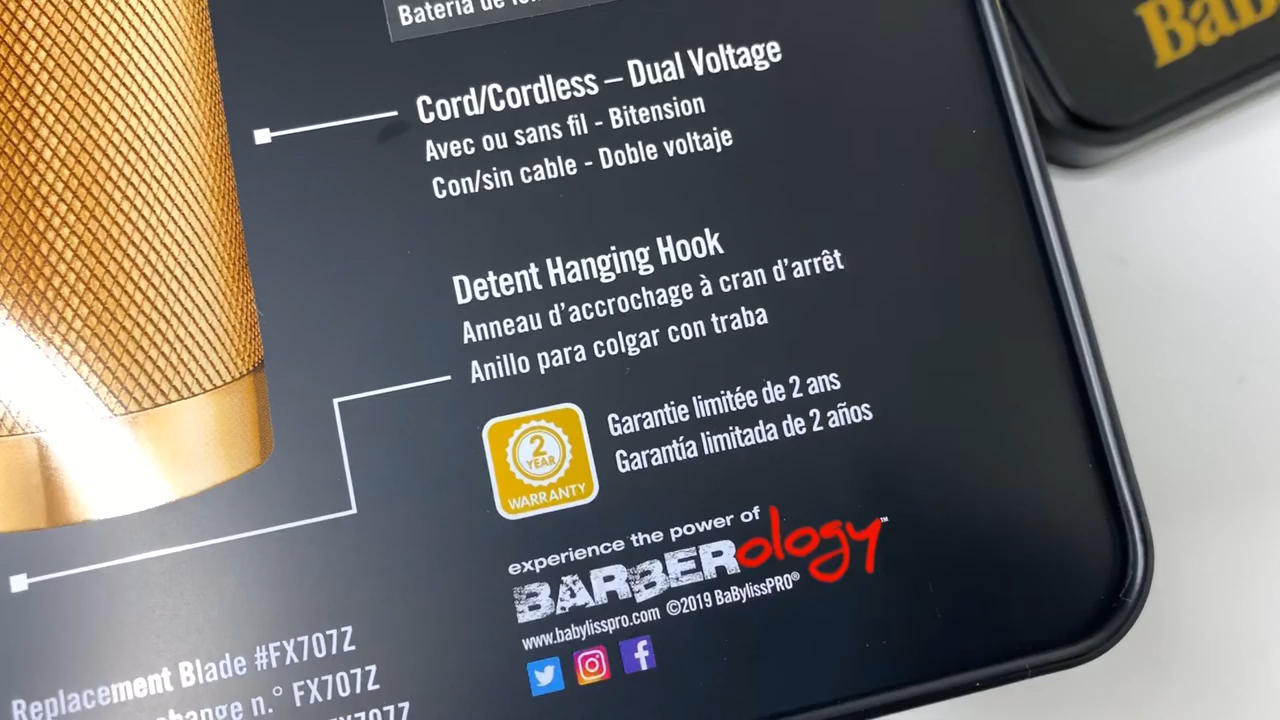 Batería de
Cord/Cordless – Dual Voltage
Avec ou sans fil - Bitension
Con/sin cable - Doble voltaje
Detent Hanging Hook
Anneau d'accrochage à cran d'arrêt
Anillo para colgar con traba
2
YEAR
WARRANTY
Garantie limitée de 2 ans
Garantía limitada de 2 años
experience the power of
BARBERology™
www.babylisspro.com ©2019 BaBylissPRO®
Replacement Blade #FX707Z
n.° FX707Z